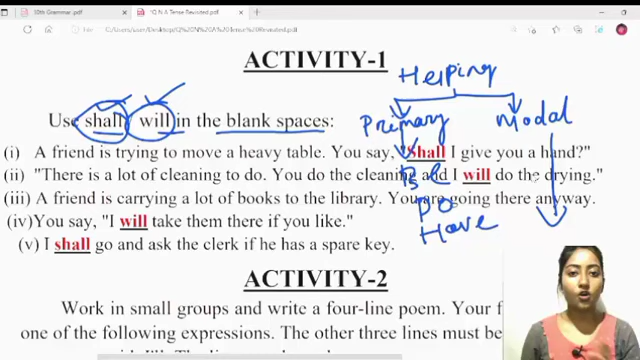 10th Grammar.pdf
Q N A Tense Revisited.pdf
ACTIVITY-1
Helping
Use shall will in the blank spaces:
Primary
Modal
(i) A friend is trying to move a heavy table. You say, "Shall I give you a hand?"
(ii) "There is a lot of cleaning to do. You do the cleaning and I will do the drying."
Be
(iii) A friend is carrying a lot of books to the library. You are going there anyway.
Do
(iv) You say, "I will take them there if you like."
Have
(v) I shall go and ask the clerk if he has a spare key.
ACTIVITY-2
Work in small groups and write a four-line poem. Your f
one of the following expressions. The other three lines must be